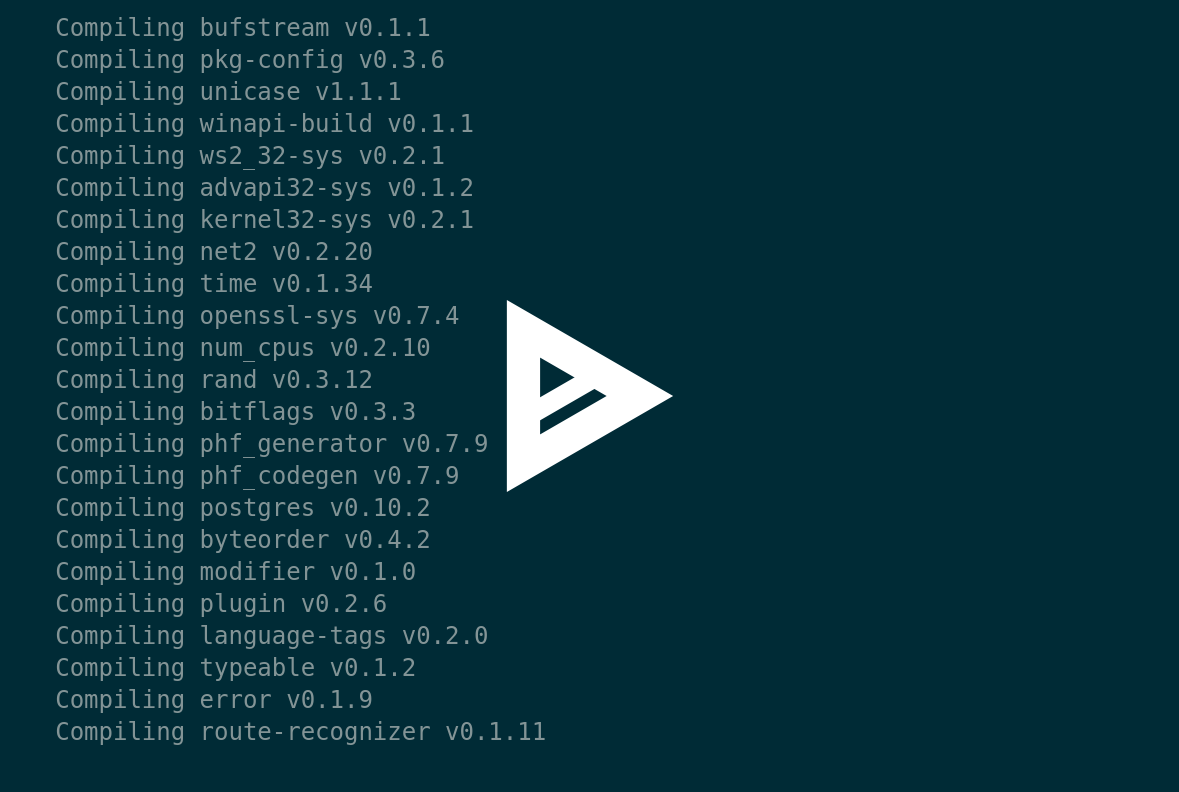 Compiling bufstream v0.1.1
Compiling pkg-config v0.3.6
Compiling unicase v1.1.1
Compiling winapi-build v0.1.1
Compiling ws2_32-sys v0.2.1
Compiling advapi32-sys v0.1.2
Compiling kernel32-sys v0.2.1
Compiling net2 v0.2.20
Compiling time v0.1.34
Compiling openssl-sys v0.7.4
Compiling num_cpus v0.2.10
Compiling rand v0.3.12
Compiling bitflags v0.3.3
Compiling phf_generator v0.7.9
Compiling phf_codegen v0.7.9
Compiling postgres v0.10.2
Compiling byteorder v0.4.2
Compiling modifier v0.1.0
Compiling plugin v0.2.6
Compiling language-tags v0.2.0
Compiling typeable v0.1.2
Compiling error v0.1.9
Compiling route-recognizer v0.1.11